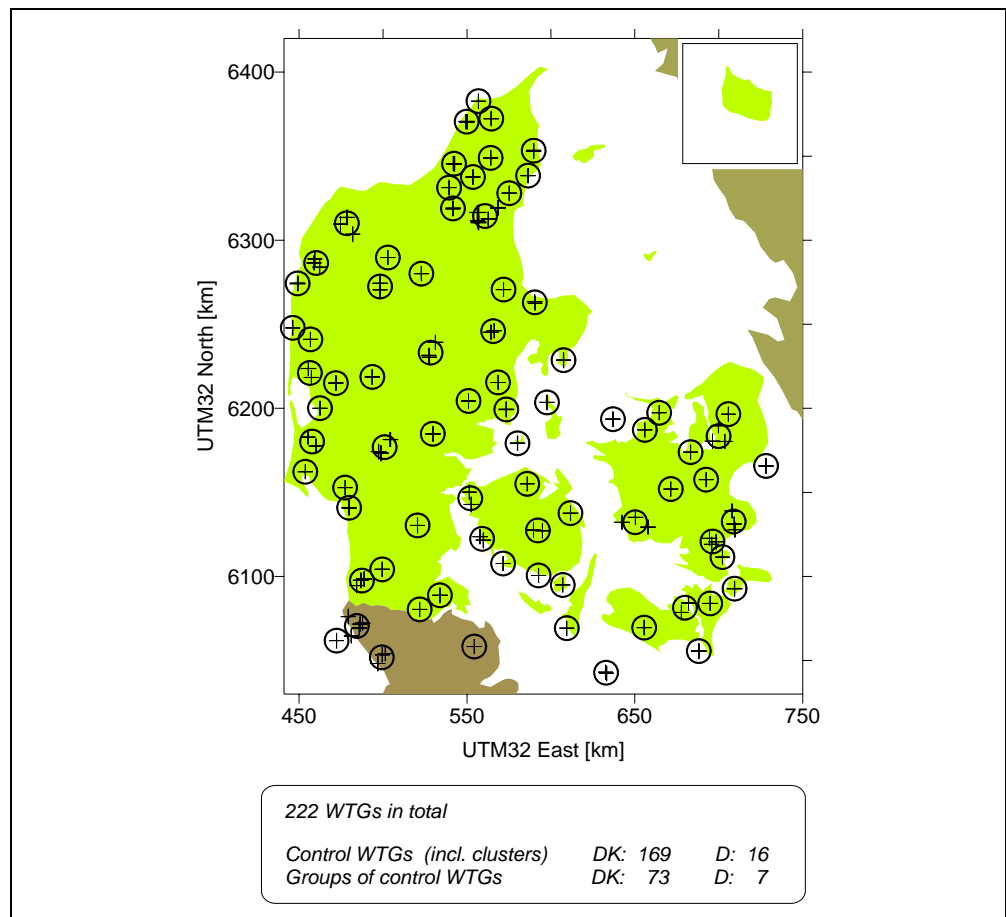 6400
6300
6200
6100
UTM32 North [km]
450
550
650
750
UTM32 East [km]
222 WTGs in total
Control WTGs (incl. clusters) DK: 169 D: 16
Groups of control WTGs DK: 73 D: 7